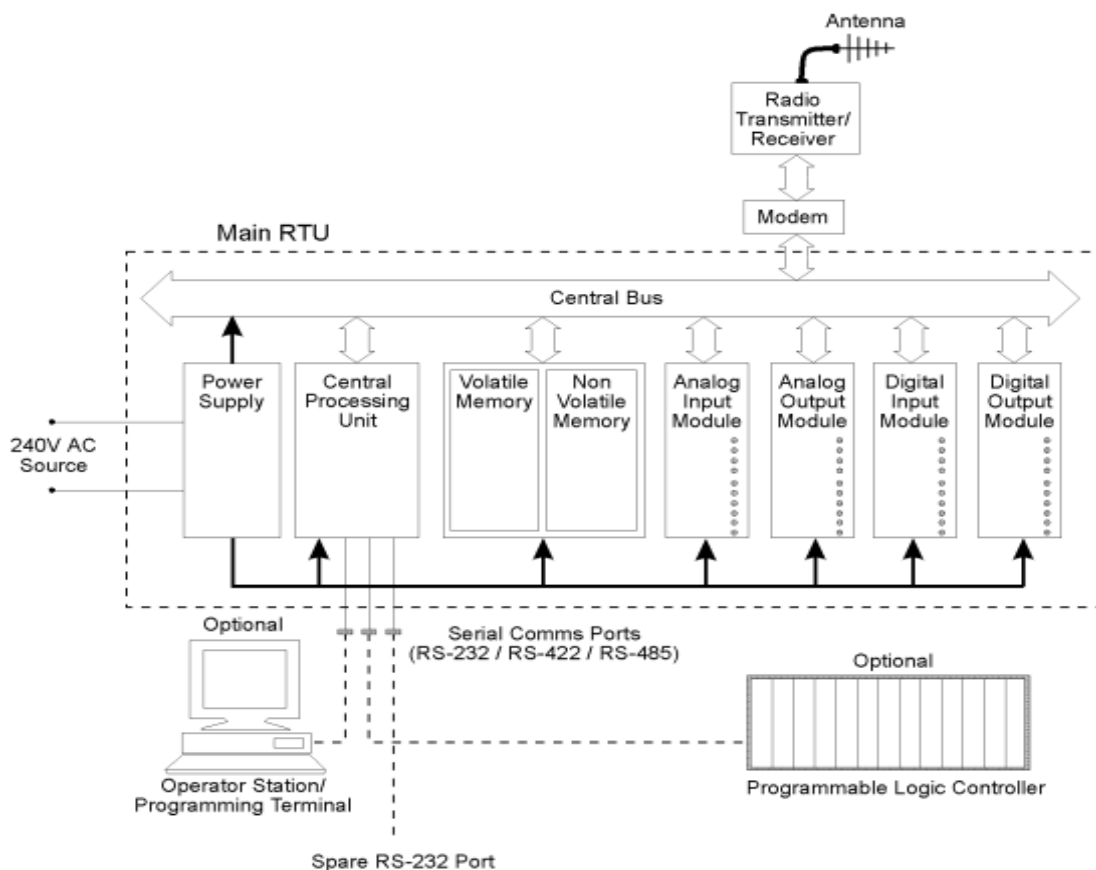 Antenna
Radio
Transmitter/
Receiver
Modem
Main RTU
Central Bus
Power
Supply
Central
Processing
Unit
Volatile
Memory
Non
Volatile
Memory
Analog
Input
Module
Analog
Output
Module
Digital
Input
Module
Digital
Output
Module
240V AC
Source
Optional
Serial Comms Ports
(RS-232 / RS-422 / RS-485)
Optional
Operator Station/
Programming Terminal
Programmable Logic Controller
Spare RS-232 Port